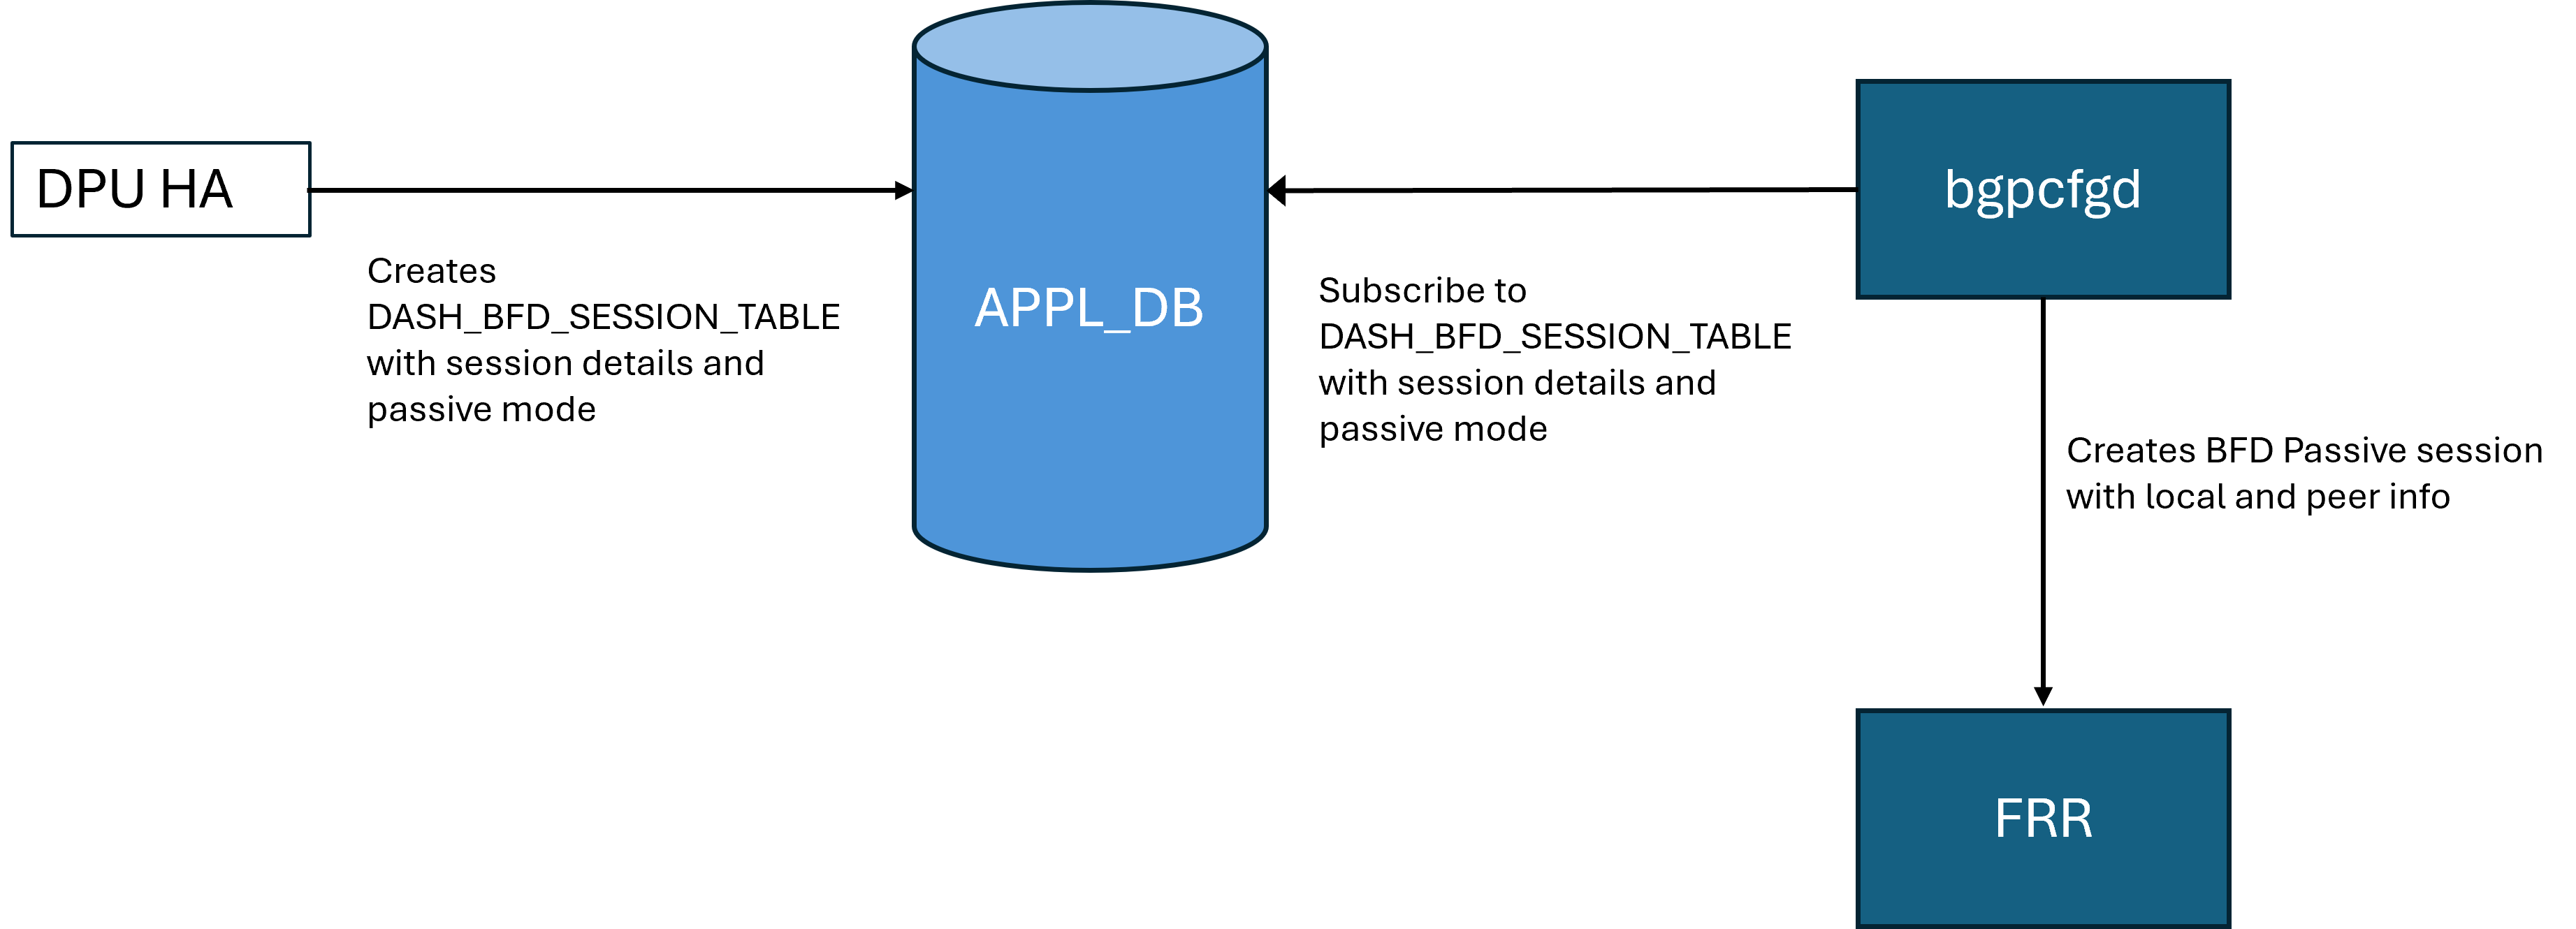 DPU HA
Creates
DASH_BFD_SESSION_TABLE
with session details and
passive mode
APPL_DB
Subscribe to
DASH_BFD_SESSION_TABLE
with session details and
passive mode
bgpcfgd
Creates BFD Passive session
with local and peer info
FRR